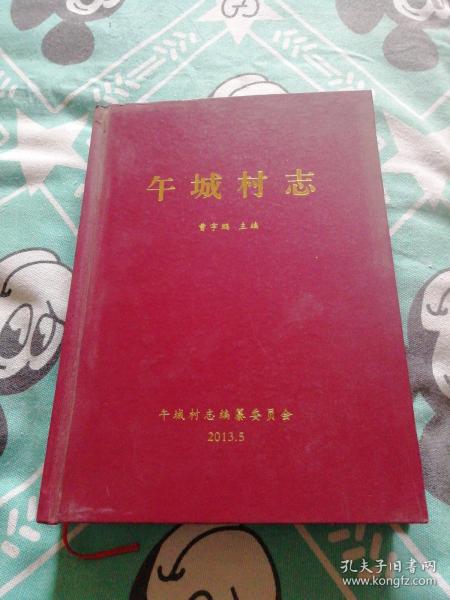 午城村志
曹宇鸥 主编
午城村志编纂委员会
2013.5
孔夫子旧书网
www.kongfz.com